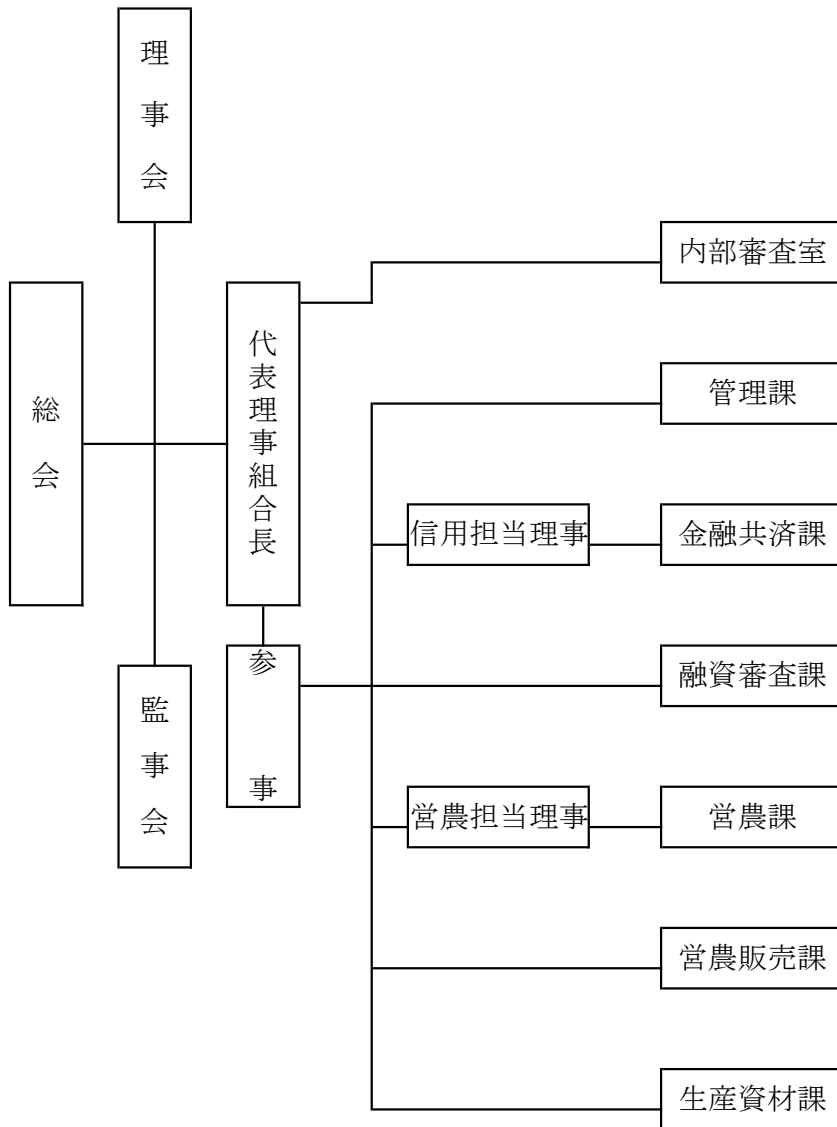 理事会
内部審査室
総会
代表理事組合長
管理課
信用担当理事
金融共済課
参事
融資審査課
監事会
営農担当理事
営農課
営農販売課
生産資材課